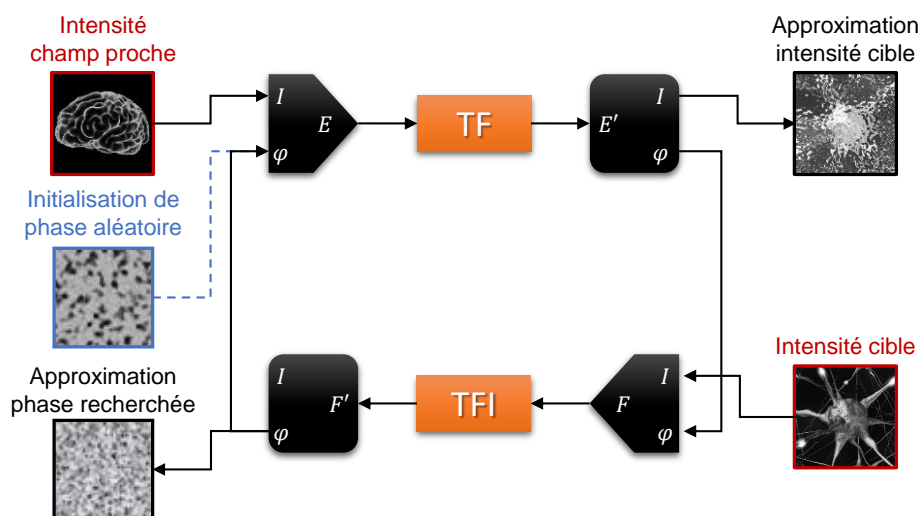 Intensité
champ proche
Approximation
intensité cible
I
E
φ
TF
E′
I
φ
Initialisation de
phase aléatoire
Approximation
phase recherchée
I
F′
φ
TFI
F
I
φ
Intensité cible